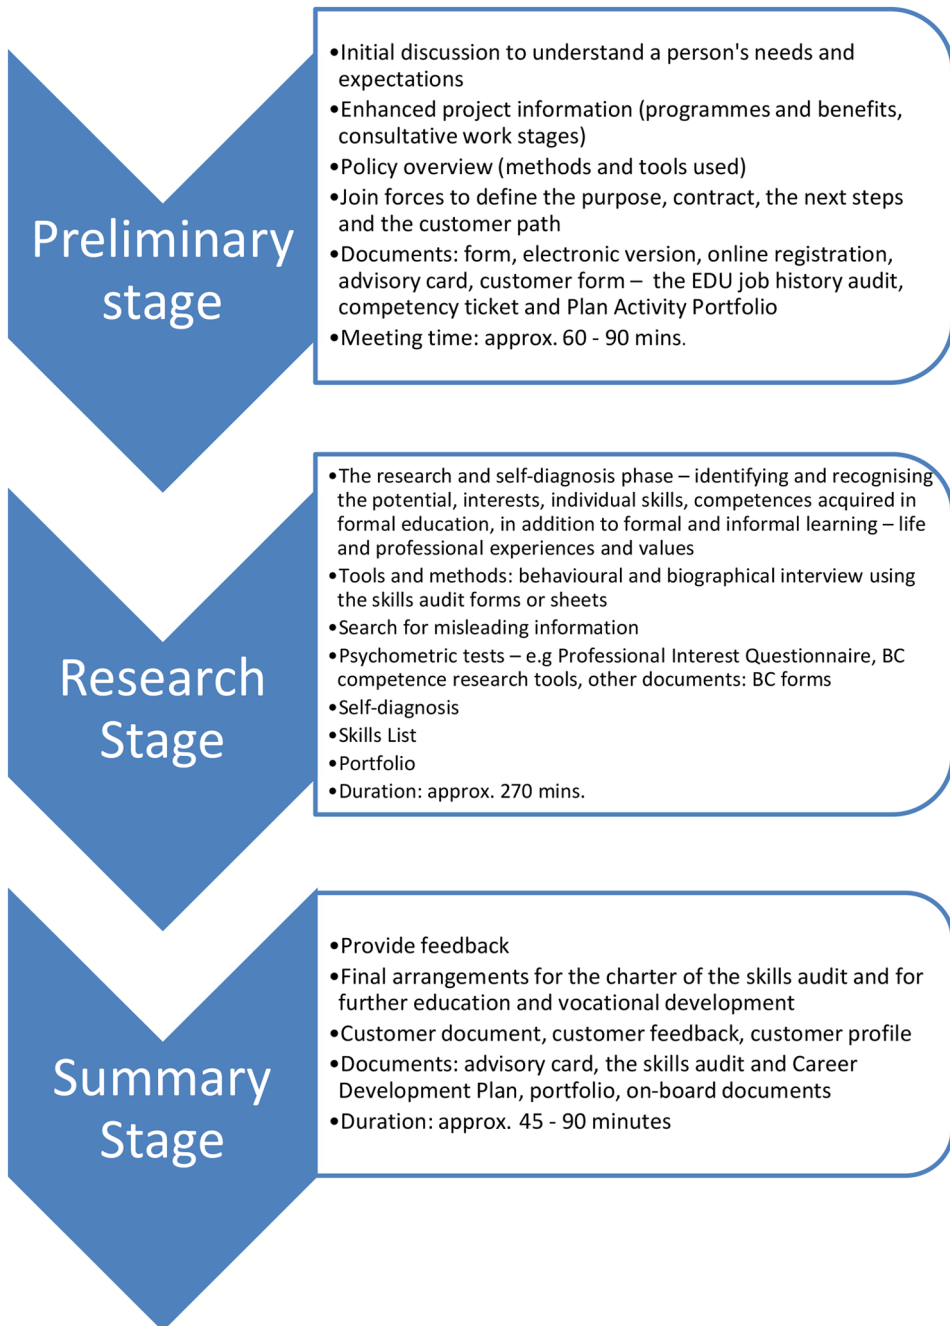 Preliminary
stage
•Initial discussion to understand a person's needs and
expectations
•Enhanced project information (programmes and benefits,
consultative work stages)
•Policy overview (methods and tools used)
•Join forces to define the purpose, contract, the next steps
and the customer path
•Documents: form, electronic version, online registration,
advisory card, customer form –  the EDU job history audit,
competency ticket and Plan Activity Portfolio
•Meeting time: approx. 60 - 90 mins.
Research
Stage
•The research and self-diagnosis phase – identifying and recognising
the potential, interests, individual skills, competences acquired in
formal education, in addition to formal and informal learning – life
and professional experiences and values
•Tools and methods: behavioural and biographical interview using
the skills audit forms or sheets
•Search for misleading information
•Psychometric tests – e.g Professional Interest Questionnaire, BC
competence research tools, other documents: BC forms
•Self-diagnosis
•Skills List
•Portfolio
•Duration: approx. 270 mins.
Summary
Stage
•Provide feedback
•Final arrangements for the charter of the skills audit and for
further education and vocational development
•Customer document, customer feedback, customer profile
•Documents: advisory card, the skills audit and Career
Development Plan, portfolio, on-board documents
•Duration: approx. 45 - 90 minutes